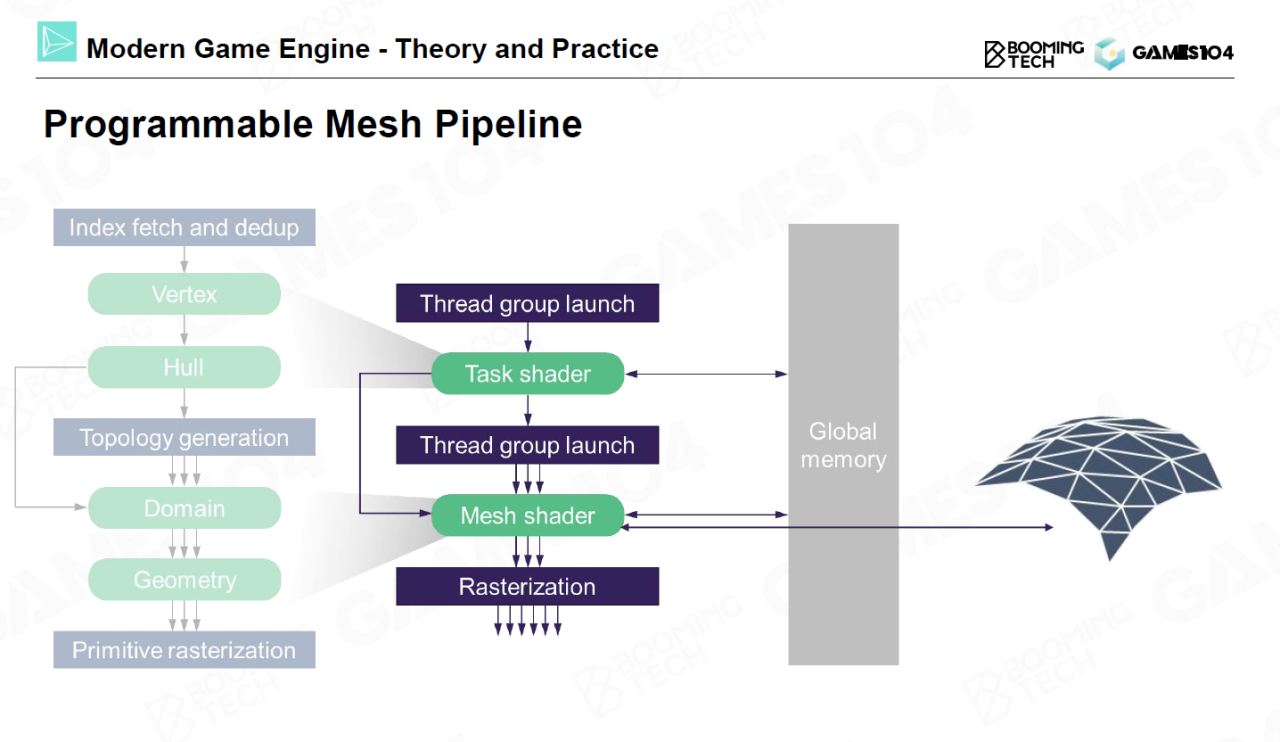 Modern Game Engine - Theory and Practice
BOOMING
TECH
GAMES104
Programmable Mesh Pipeline
Index fetch and dedup
Vertex
Hull
Topology generation
Domain
Geometry
Primitive rasterization
Thread group launch
Task shader
Thread group launch
Mesh shader
Rasterization
Global
memory